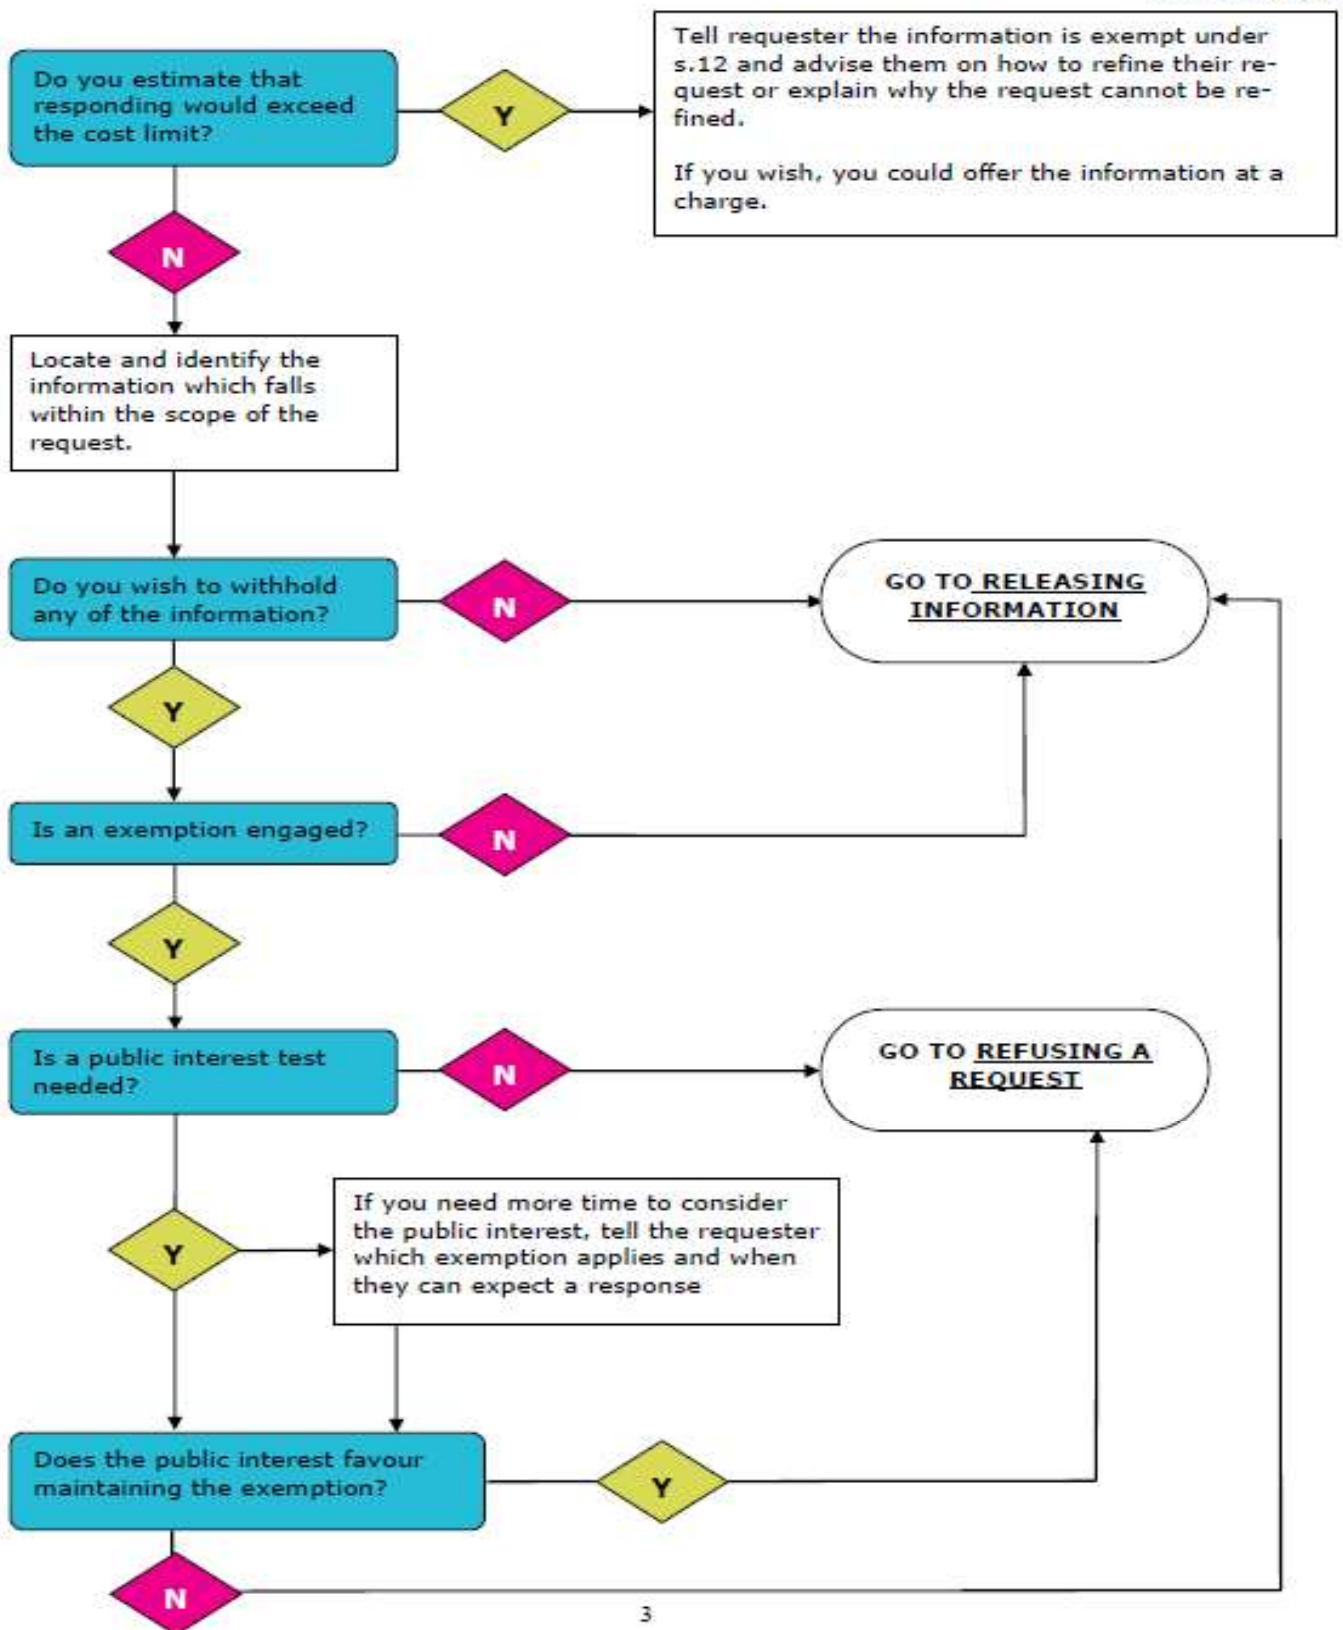 Do you estimate that
responding would exceed
the cost limit?
Y
Tell requester the information is exempt under
s.12 and advise them on how to refine their re-
quest or explain why the request cannot be re-
fined.
If you wish, you could offer the information at a
charge.
N
Locate and identify the
information which falls
within the scope of the
request.
Do you wish to withhold
any of the information?
N
GO TO RELEASING
INFORMATION
Y
Is an exemption engaged?
N
Y
Is a public interest test
needed?
N
GO TO REFUSING A
REQUEST
Y
If you need more time to consider
the public interest, tell the requester
which exemption applies and when
they can expect a response
Does the public interest favour
maintaining the exemption?
Y
N
3